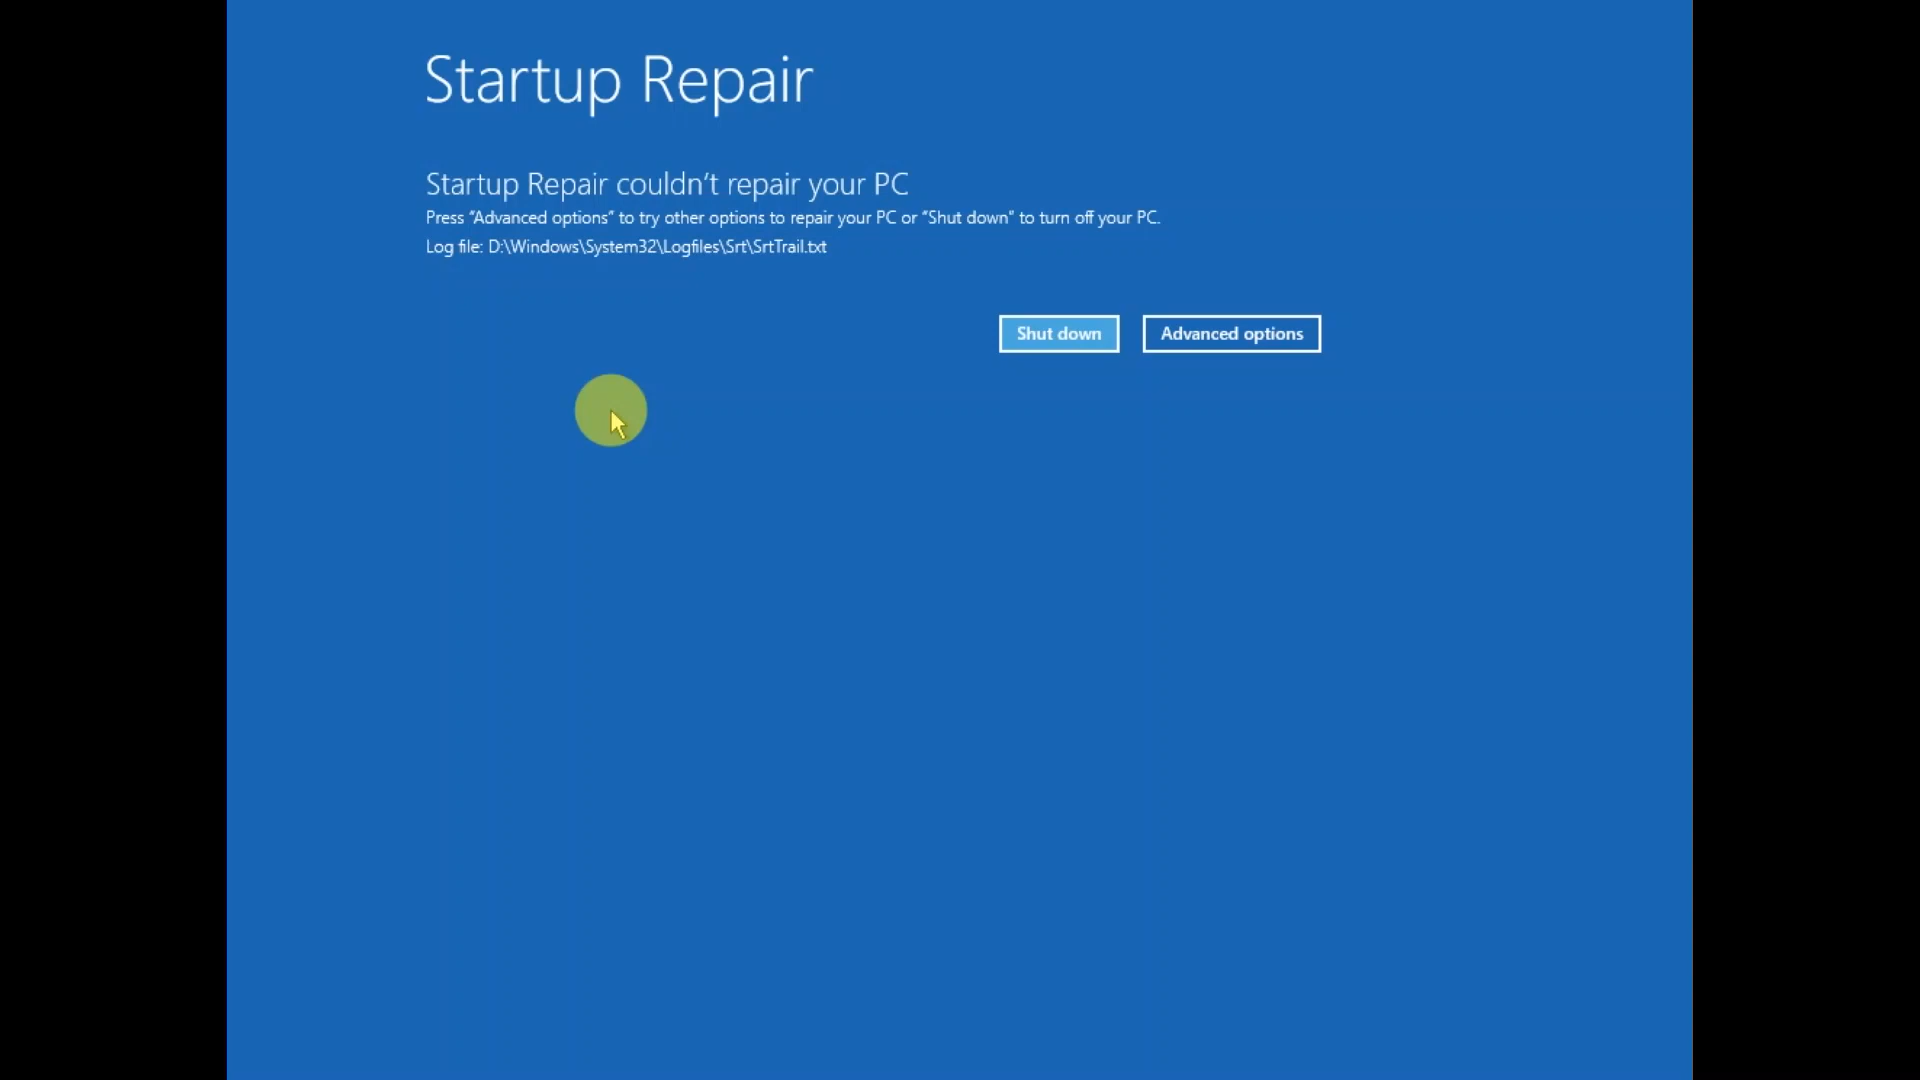 Startup Repair
Startup Repair couldn’t repair your PC
Press “Advanced options” to try other options to repair your PC or “Shut down” to turn off your PC.
Log file: D:\Windows\System32\Logfiles\Srt\SrtTrail.txt
Shut down Advanced options